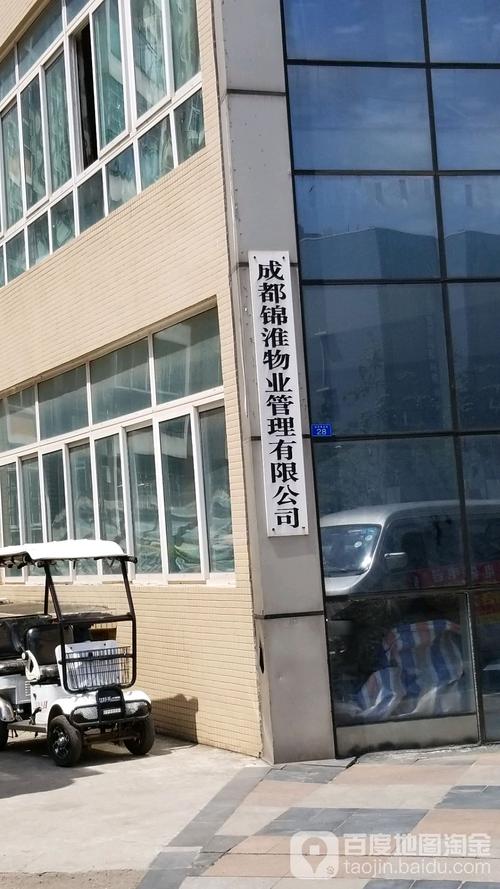 成都锦淮物业管理有限公司
28
百度地图淘金
taojin.baidu.com